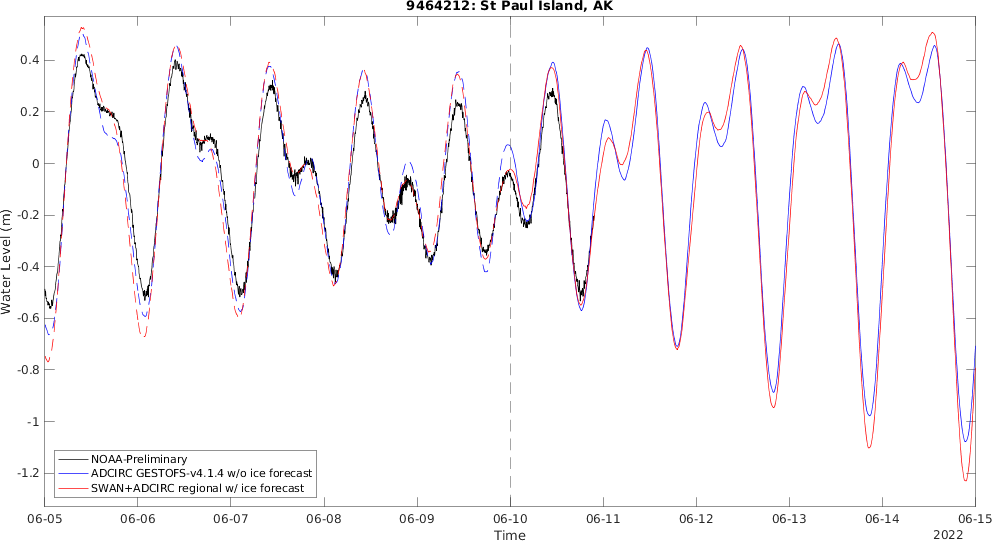 9464212: St Paul Island, AK
Water Level (m)
0.4
0.2
0
-0.2
-0.4
-0.6
-0.8
-1
-1.2
NOAA-Preliminary
ADCIRC GESTOFS-v4.1.4 w/o ice forecast
SWAN+ADCIRC regional w/ ice forecast
06-05 06-06 06-07 06-08 06-09 06-10 06-11 06-12 06-13 06-14 06-15
Time
2022